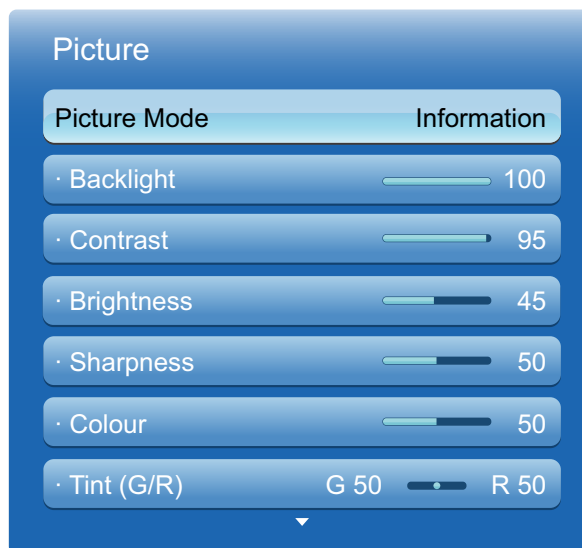 Picture
Picture Mode Information
· Backlight 100
· Contrast 95
· Brightness 45
· Sharpness 50
· Colour 50
· Tint (G/R) G 50 R 50